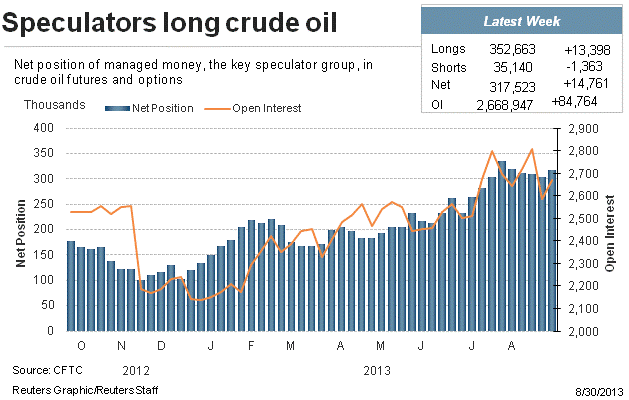 Speculators long crude oil
Latest Week
Longs 352,663 +13,398
Shorts 35,140 -1,363
Net 317,523 +14,761
OI 2,668,947 +84,764
Net position of managed money, the key speculator group, in
crude oil futures and options
Thousands
Net Position Open Interest
400 2,900
350 2,800
300 2,700
250 2,600
200 2,500
150 2,400
100 2,300
50 2,200
0 2,100
2,000
Net Position
Open Interest
O N D J F M A M J J A
2012 2013
Source: CFTC
Reuters Graphic/Reuters Staff
8/30/2013